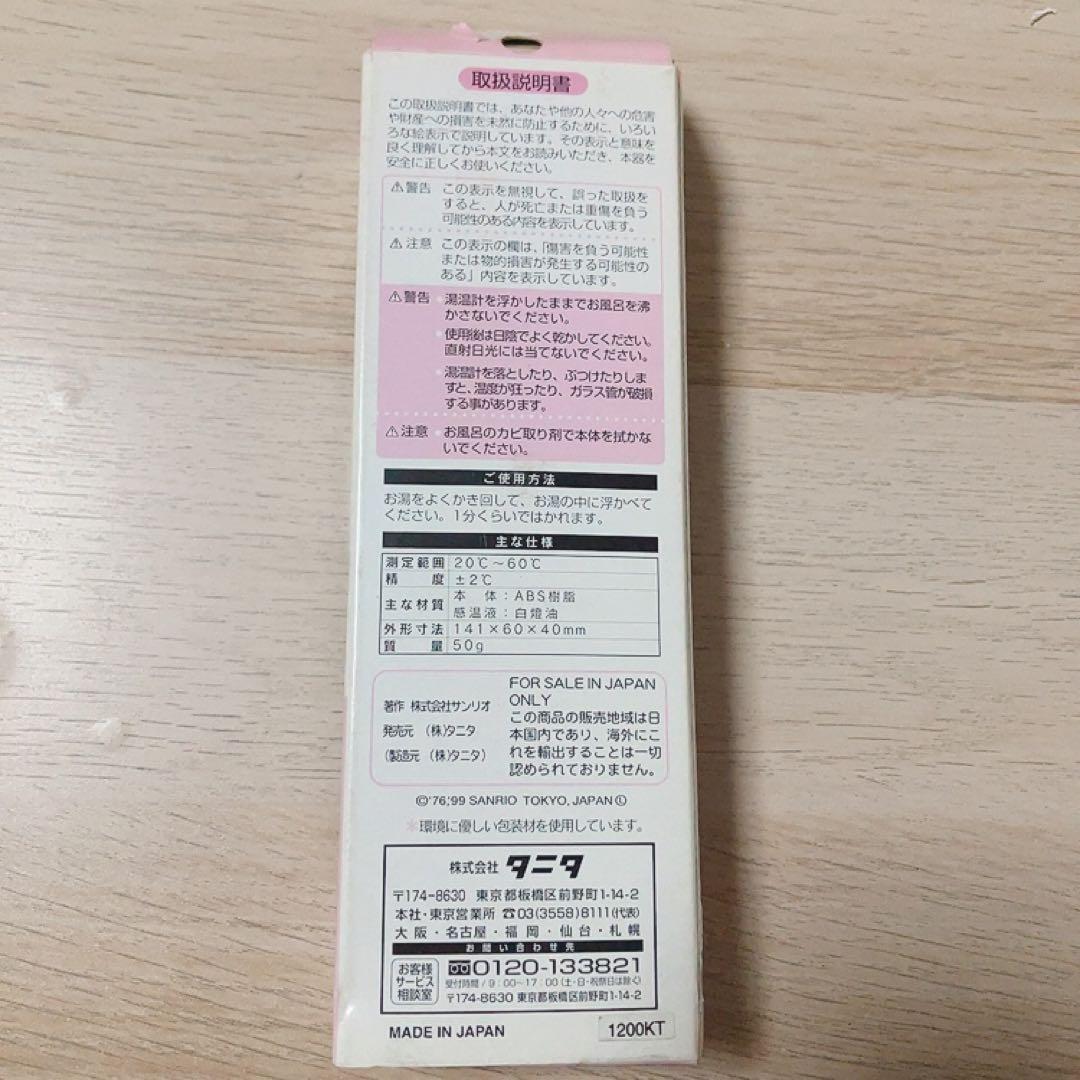 取扱説明書
この取扱説明書では、あなたや他の人々への危害
や財産への損害を未然に防止するために、いろい
ろな絵表示で説明しています。その表示と意味を
良く理解してから本文をお読みいただき、本器を
安全に正しくお使いください。
⚠警告 この表示を無視して、誤った取扱を
すると、人が死亡または重傷を負う
可能性のある内容を表示しています。
⚠注意 この表示の欄は、「傷害を負う可能性
または物的損害が発生する可能性の
ある」内容を表示しています。
⚠警告 ●湯温計を浮かしたままでお風呂を沸
かさないでください。
●使用後は日陰でよく乾かしてください。
直射日光には当てないでください。
●湯温計を落としたり、ぶつけたりしま
すと、温度が狂ったり、ガラス管が破損
する事があります。
⚠注意 ●お風呂のカビ取り剤で本体を拭かな
いでください。
ご使用方法
お湯をよくかき回して、お湯の中に浮かべて
ください。1分くらいではかれます。
主な仕様
測定範囲 20℃～60℃
精度 ±2℃
主な材質 本体：ABS樹脂
感温液：白燈油
外形寸法 141×60×40mm
質量 50g
著作 株式会社サンリオ
発売元 (株)タニタ
(製造元 (株)タニタ)
FOR SALE IN JAPAN
ONLY
この商品の販売地域は日
本国内であり、海外にこ
れを輸出することは一切
認められておりません。
©'76,'99 SANRIO TOKYO, JAPAN Ⓛ
＊環境に優しい包装材を使用しています。
株式会社 タニタ
〒174-8630 東京都板橋区前野町1-14-2
本社・東京営業所 ☎03(3558)8111(代表)
大阪・名古屋・福岡・仙台・札幌
お問い合わせ先
お客様
サービス
相談室
0120-133821
受付時間/9:00～17:00(土・日・祝祭日は除く)
〒174-8630 東京都板橋区前野町1-14-2
MADE IN JAPAN
1200KT